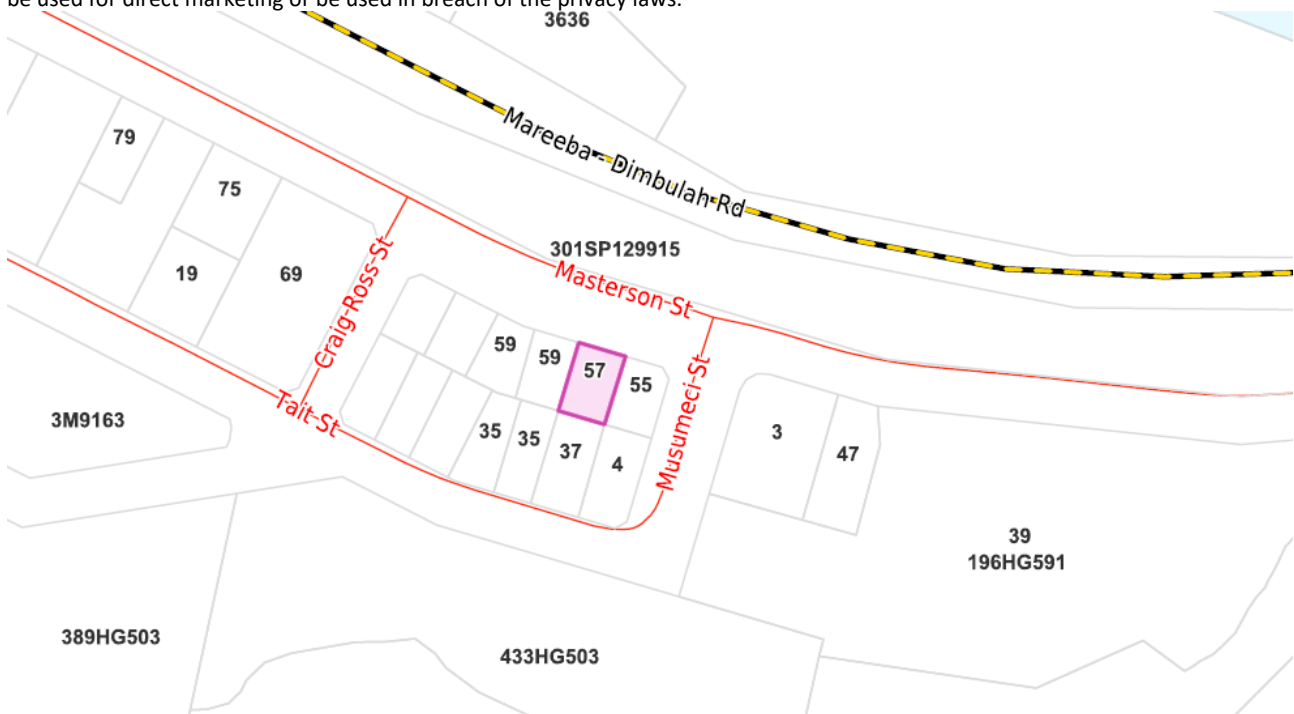 be used for direct marketing or be used in breach of the privacy laws.
3636
Mareeba - Dimbulah Rd
79
75
301SP129915
Masterson St
19
69
Craig Ross St
59
59
57
55
Musumeci St
3M9163
Tait St
35
35
37
4
3
47
39
196HG591
389HG503
433HG503